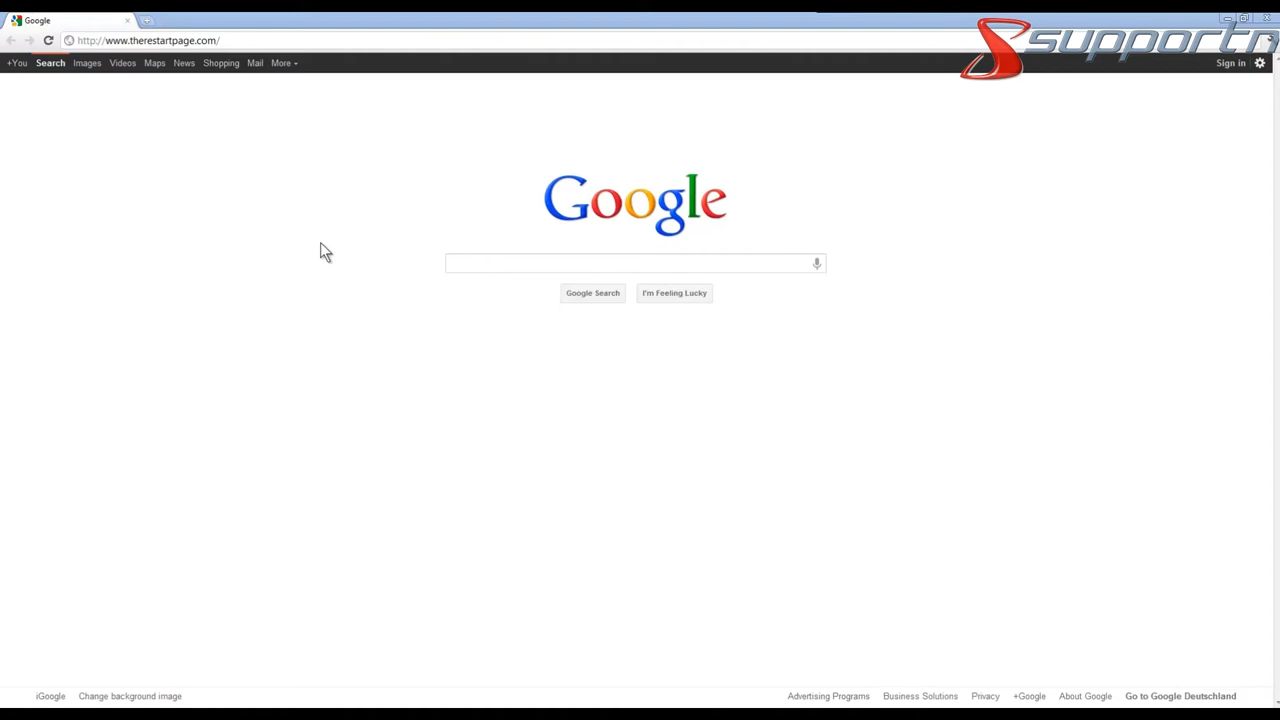 Google
http://www.therestartpage.com/
supportn
+You Search Images Videos Maps News Shopping Mail More
Sign in
Google
Google Search I'm Feeling Lucky
iGoogle Change background image
Advertising Programs Business Solutions Privacy +Google About Google Go to Google Deutschland